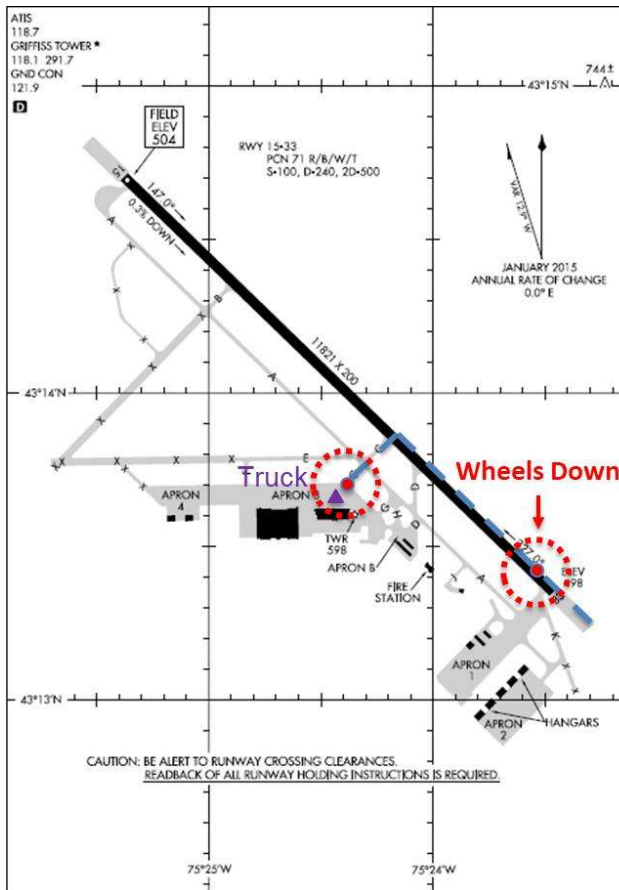 ATIS
118.7
GRIFFISS TOWER *
118.1 291.7
GND CON
121.9
D
744±
43°15'N
FIELD
ELEV
504
RWY 15-33
PCN 71 R/B/W/T
S-100, D-240, 2D-500
VAR 12.9° W
JANUARY 2015
ANNUAL RATE OF CHANGE
0.0° E
15
147.0°
0.3% DOWN
A
X
X
X
X
B
X
X
X
11821 X 200
A
43°14'N
X
X
X
X
X
E
C
Truck
Wheels Down
APRON
4
APRON
D
G
H
D
TWR
598
APRON B
327.0°
ELEV
FIRE
STATION
A
K
X
X
APRON
1
43°13'N
APRON
2
HANGARS
CAUTION: BE ALERT TO RUNWAY CROSSING CLEARANCES.
READBACK OF ALL RUNWAY HOLDING INSTRUCTIONS IS REQUIRED.
75°25'W
75°24'W